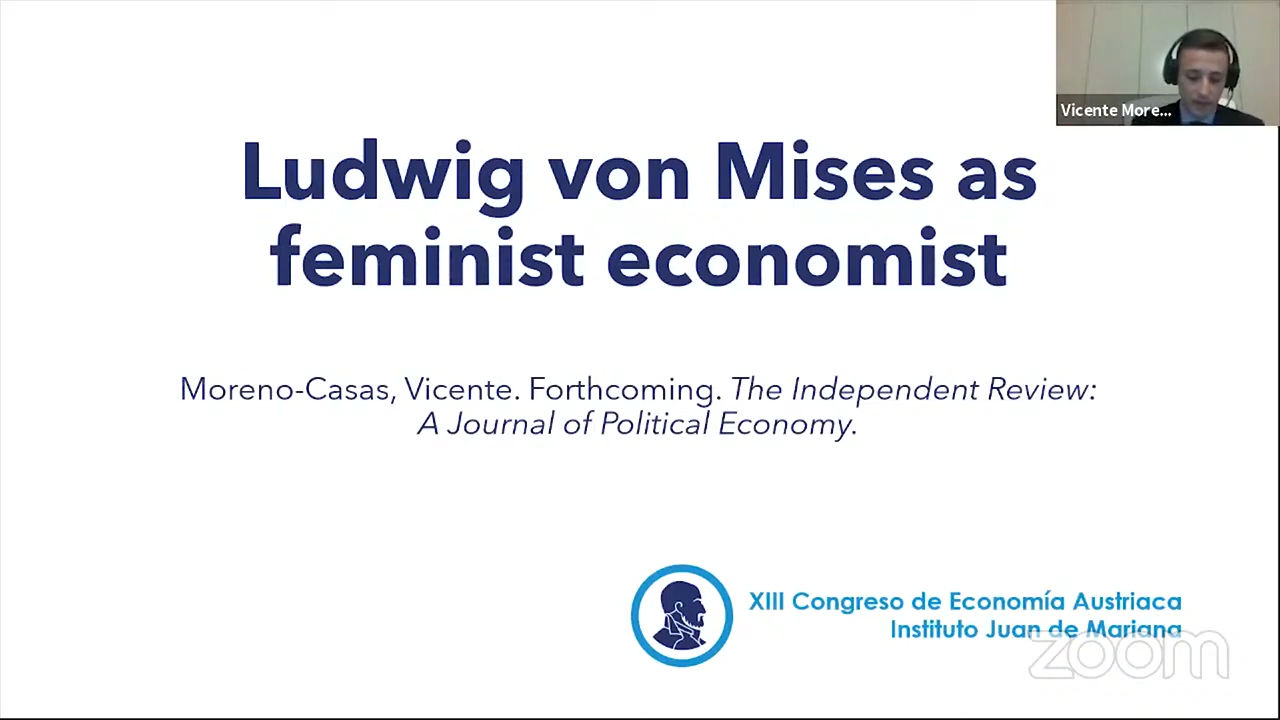 Vicente More...
Ludwig von Mises as
feminist economist
Moreno-Casas, Vicente. Forthcoming. The Independent Review:
A Journal of Political Economy.
XIII Congreso de Economía Austriaca
Instituto Juan de Mariana
zoom